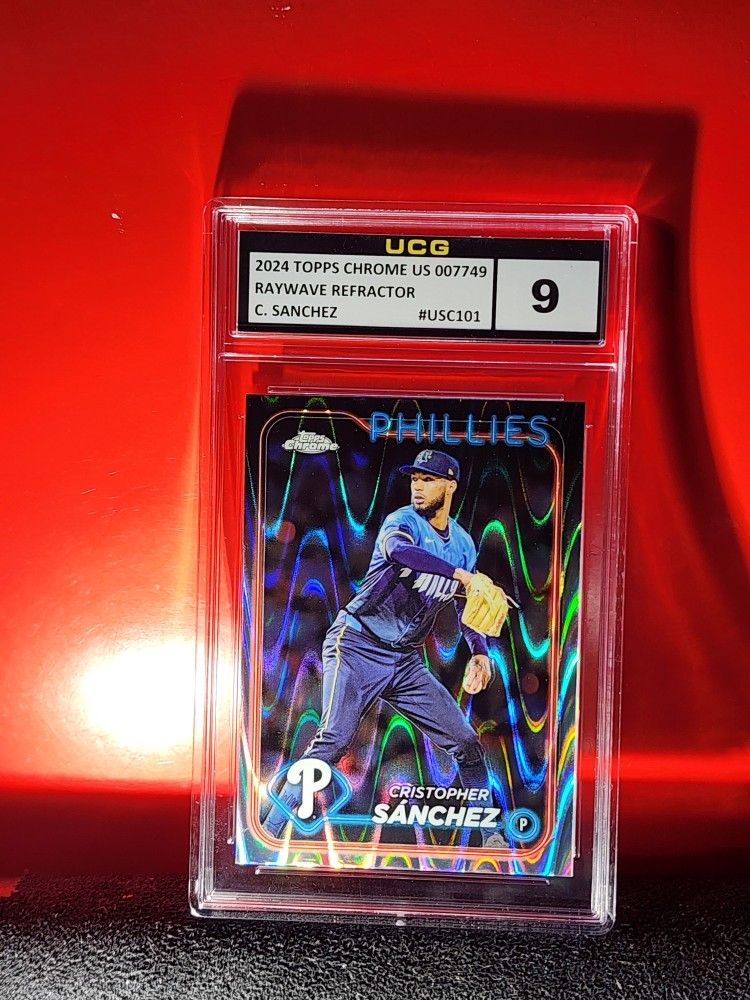 UCG
2024 TOPPS CHROME US 007749
RAYWAVE REFRACTOR
C. SANCHEZ #USC101
9
Topps Chrome
PHILLIES
P
CRISTOPHER
SÁNCHEZ
P